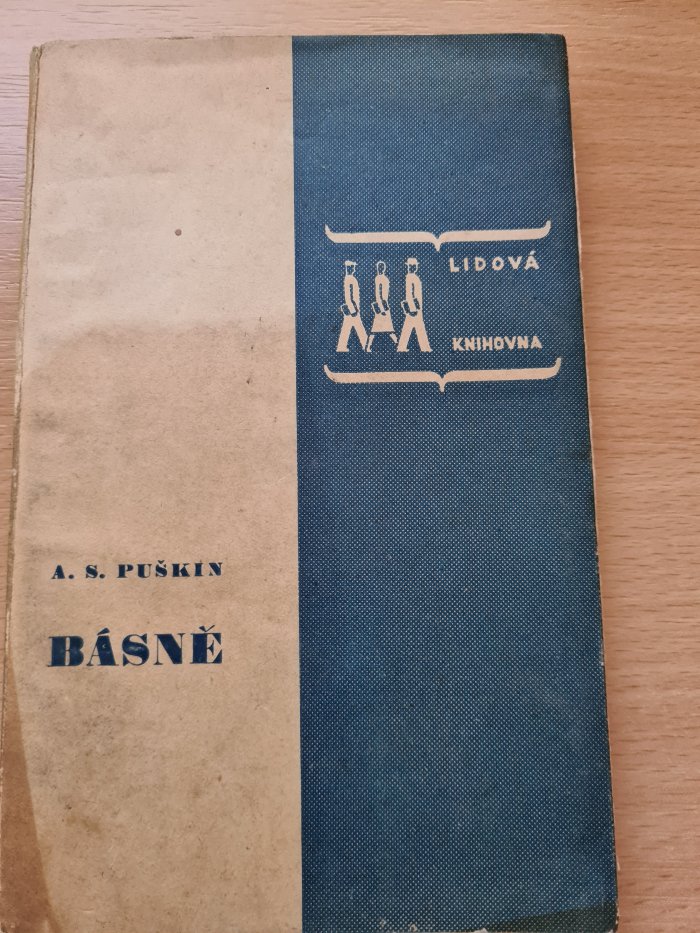 LIDOVÁ
KNIHOVNA
A. S. PUŠKIN
BÁSNĚ